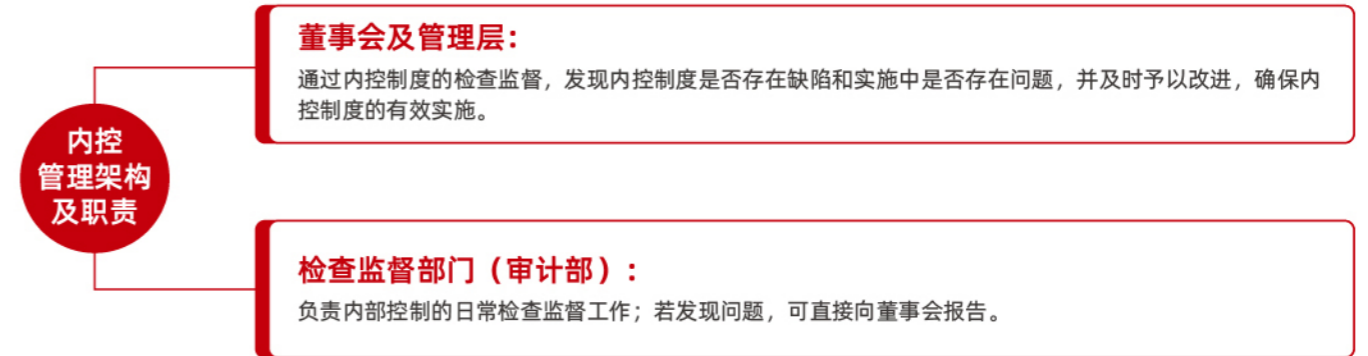 内控
管理架构
及职责
董事会及管理层：
通过内控制度的检查监督，发现内控制度是否存在缺陷和实施中是否存在问题，并及时予以改进，确保内
控制度的有效实施。
检查监督部门（审计部）：
负责内部控制的日常检查监督工作；若发现问题，可直接向董事会报告。